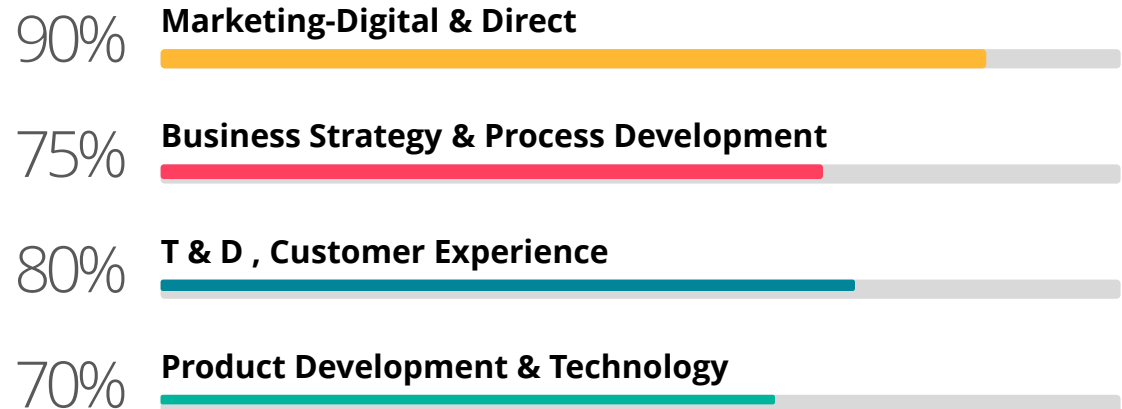 90% Marketing-Digital & Direct
75% Business Strategy & Process Development
80% T & D , Customer Experience
70% Product Development & Technology